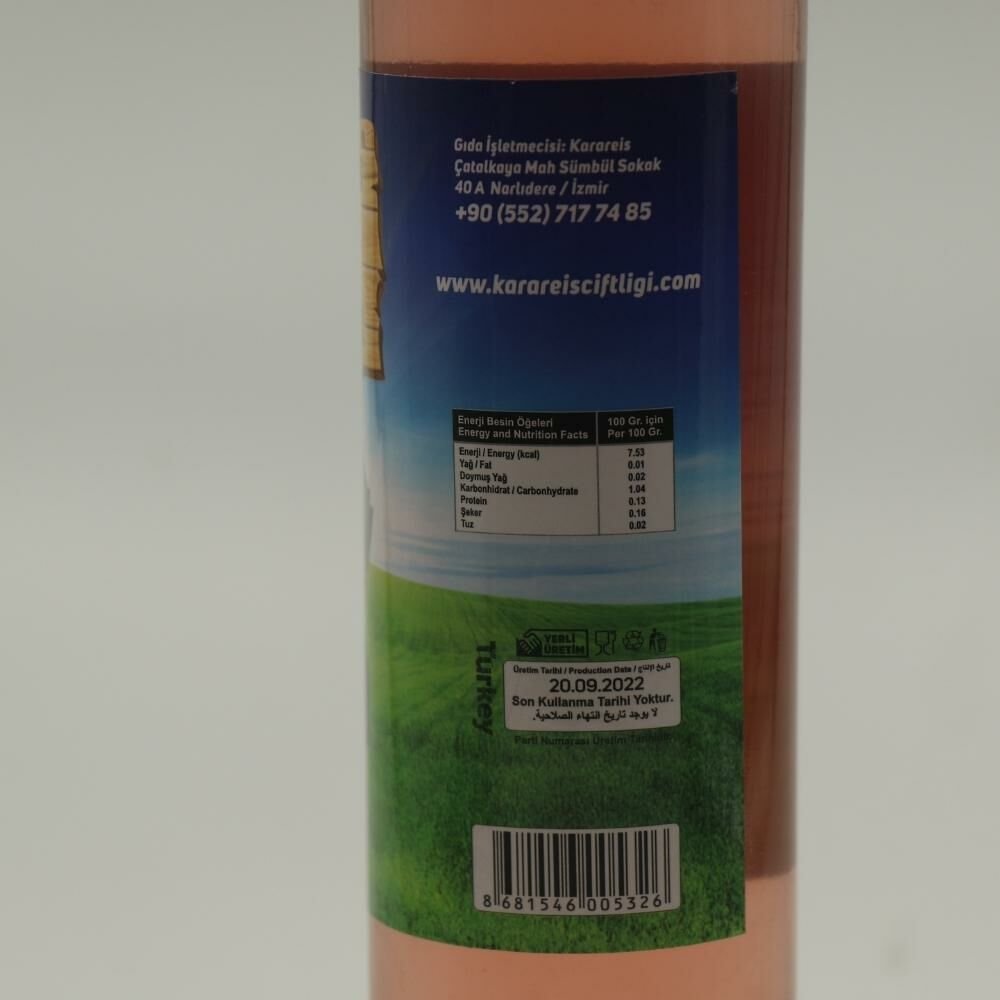 Gıda İşletmecisi: Karareis
Çatalkaya Mah Sümbül Sokak
40 A Narlıdere / İzmir
+90 (552) 717 74 85
www.karareisciftligi.com
Enerji Besin Öğeleri 100 Gr. için
Energy and Nutrition Facts Per 100 Gr.
Enerji / Energy (kcal) 7.53
Yağ / Fat 0.01
Doymuş Yağ 0.02
Karbonhidrat / Carbonhydrate 1.04
Protein 0.13
Şeker 0.16
Tuz 0.02
Turkey
YERLİ
ÜRETİM
Üretim Tarihi / Production Date / تاريخ الإنتاج
20.09.2022
Son Kullanma Tarihi Yoktur.
لا يوجد تاريخ انتهاء الصلاحية.
Parti Numarası Üretim
8 681546 005326